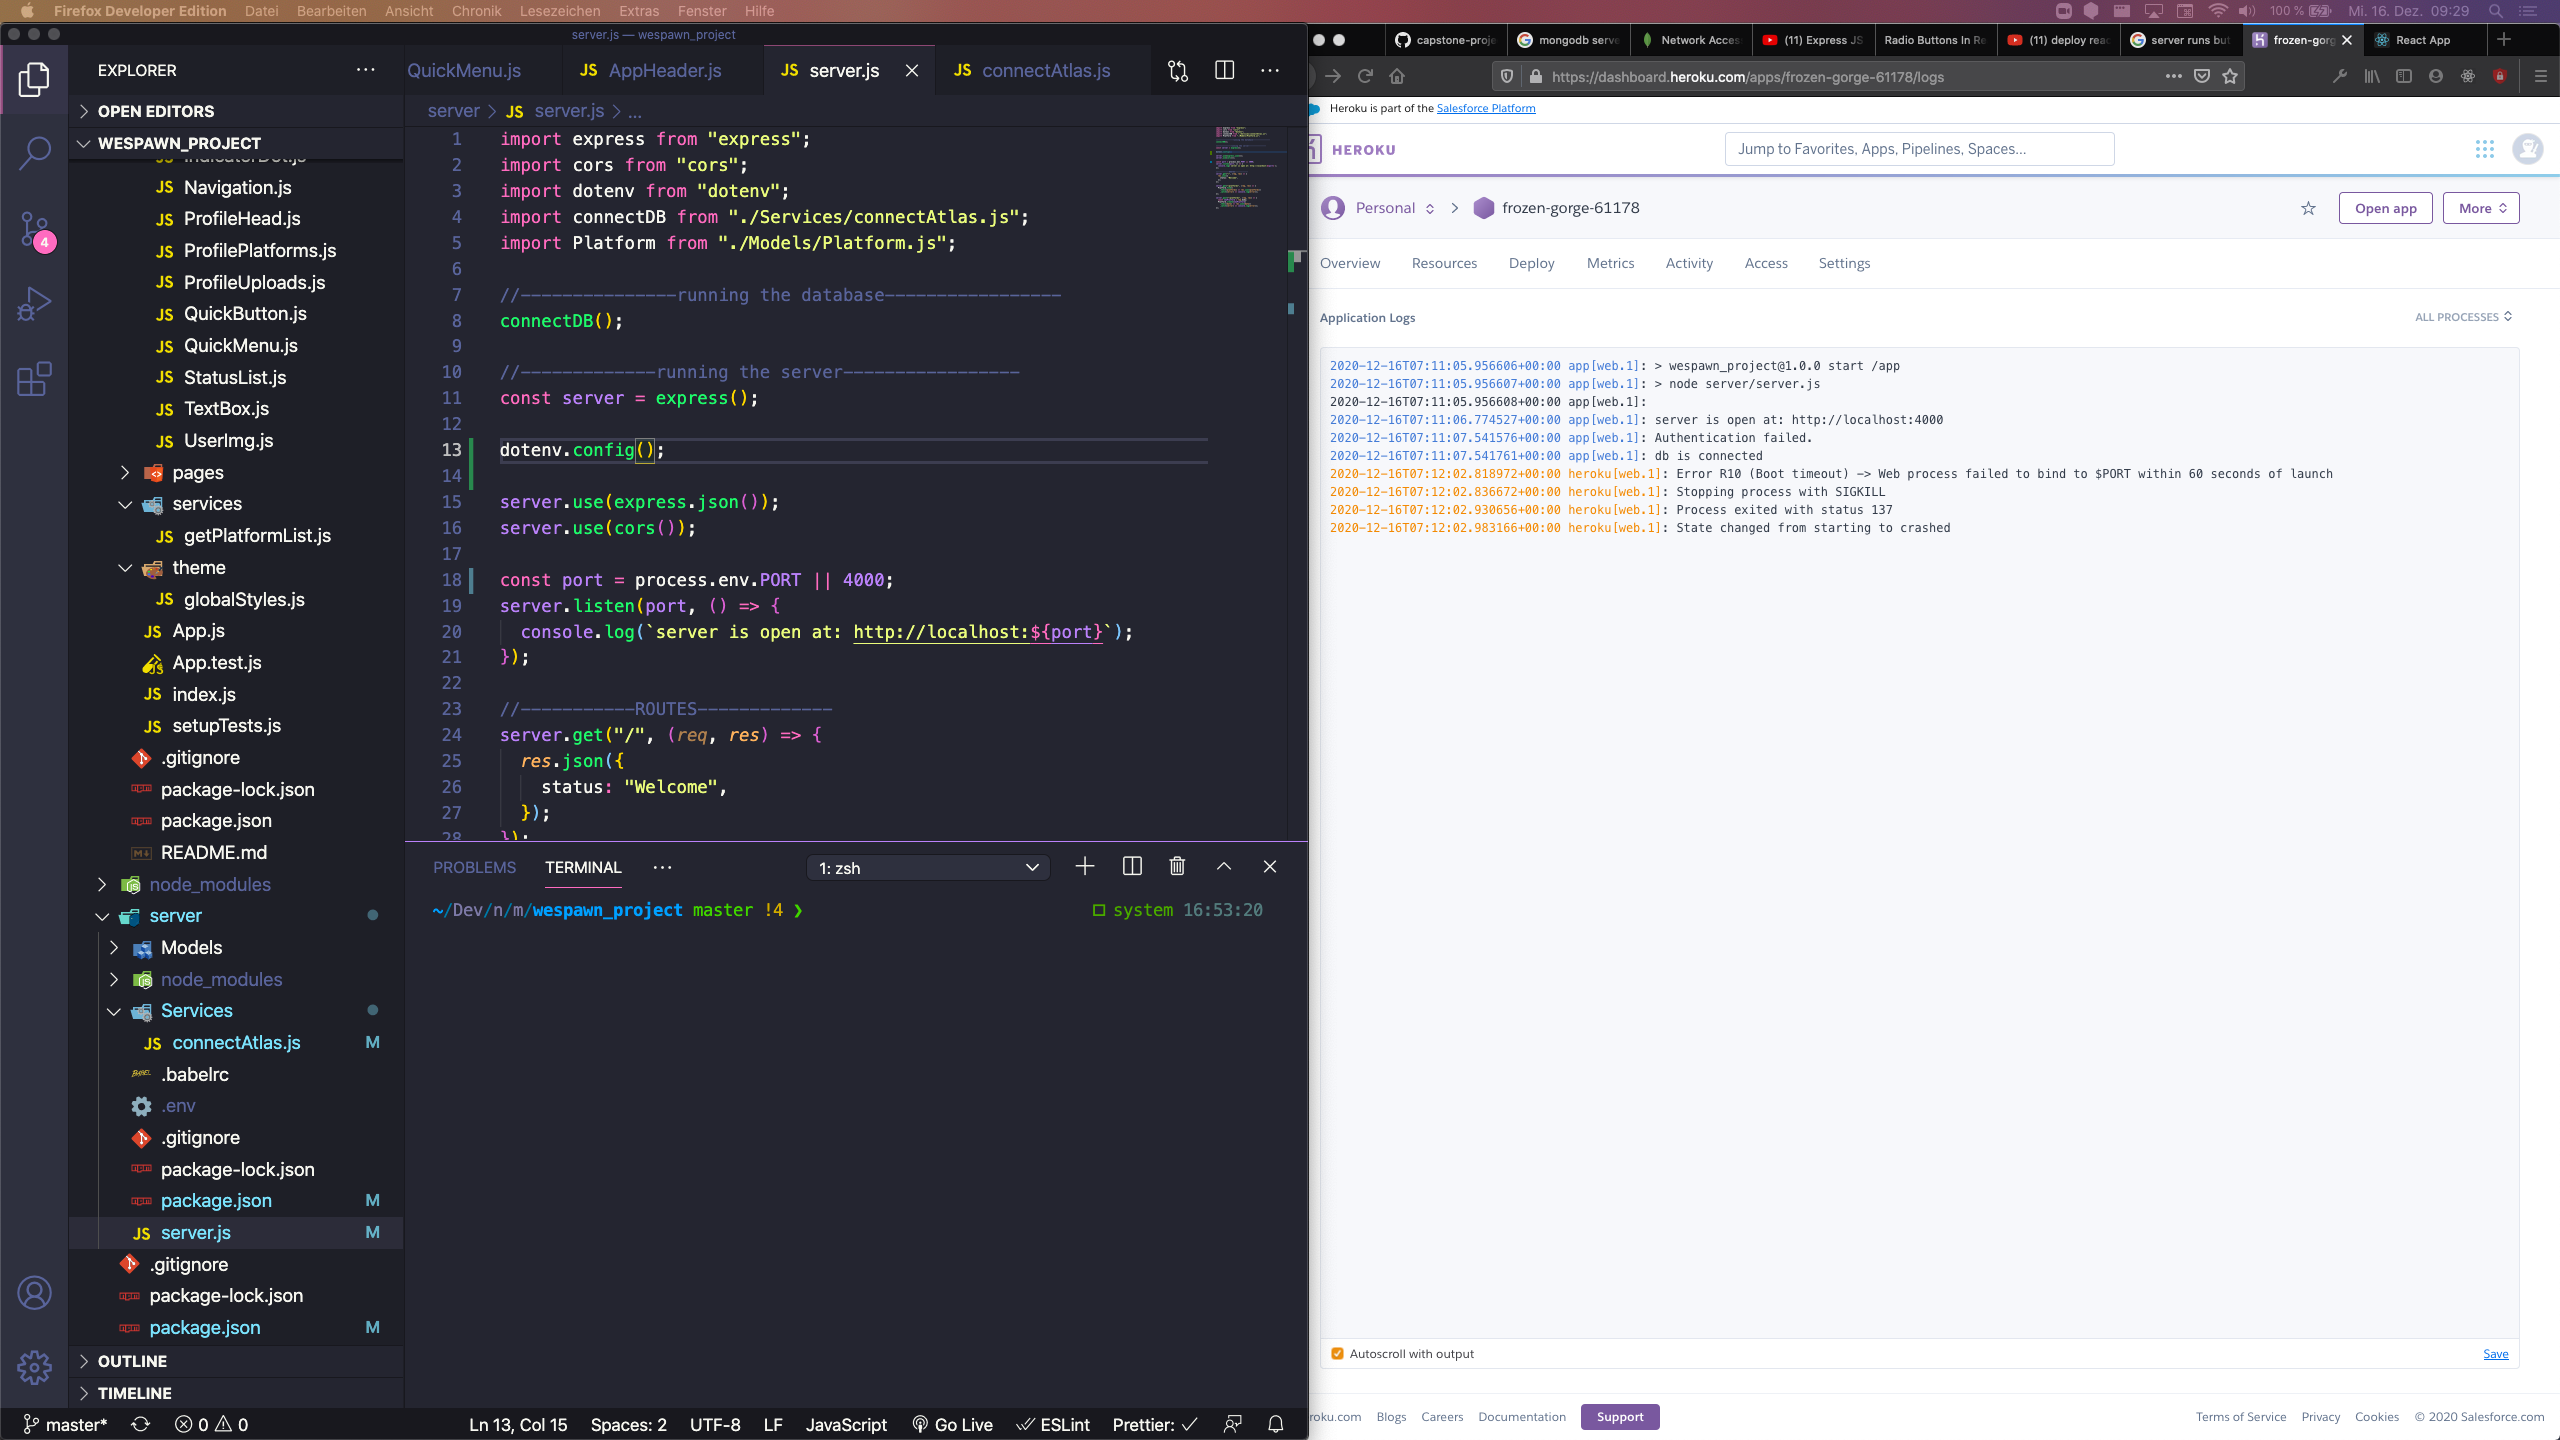 Firefox Developer Edition Datei Bearbeiten Ansicht Chronik Lesezeichen Extras Fenster Hilfe
100 % Mi. 16. Dez. 09:29
server.js — wespawn_project
EXPLORER
OPEN EDITORS
WESPAWN_PROJECT
IndicatorDot.js
Navigation.js
ProfileHead.js
ProfilePlatforms.js
ProfileUploads.js
QuickButton.js
QuickMenu.js
StatusList.js
TextBox.js
UserImg.js
pages
services
getPlatformList.js
theme
globalStyles.js
App.js
App.test.js
index.js
setupTests.js
.gitignore
package-lock.json
package.json
README.md
node_modules
server
Models
node_modules
Services
connectAtlas.js M
.babelrc
.env
.gitignore
package-lock.json
package.json M
server.js M
.gitignore
package-lock.json
package.json M
OUTLINE
TIMELINE
4
QuickMenu.js JS AppHeader.js JS server.js JS connectAtlas.js
server > JS server.js > ...
1 import express from "express";
2 import cors from "cors";
3 import dotenv from "dotenv";
4 import connectDB from "./Services/connectAtlas.js";
5 import Platform from "./Models/Platform.js";
6
7 //---------------running the database-----------------
8 connectDB();
9
10 //-------------running the server-----------------
11 const server = express();
12
13 dotenv.config();
14
15 server.use(express.json());
16 server.use(cors());
17
18 const port = process.env.PORT || 4000;
19 server.listen(port, () => {
20 console.log(`server is open at: http://localhost:${port}`);
21 });
22
23 //-----------ROUTES-------------
24 server.get("/", (req, res) => {
25 res.json({
26 status: "Welcome",
27 });
28 });
PROBLEMS TERMINAL ... 1: zsh
~/Dev/n/m/wespawn_project master !4 ❯ system 16:53:20
master* 0 0 Ln 13, Col 15 Spaces: 2 UTF-8 LF JavaScript Go Live ESLint Prettier: ✓
capstone-proje mongodb serve Network Acces (11) Express JS Radio Buttons In Re (11) deploy reac server runs but frozen-gorg React App
https://dashboard.heroku.com/apps/frozen-gorge-61178/logs
Heroku is part of the Salesforce Platform
HEROKU
Jump to Favorites, Apps, Pipelines, Spaces...
Personal > frozen-gorge-61178
Open app More
Overview Resources Deploy Metrics Activity Access Settings
Application Logs ALL PROCESSES
2020-12-16T07:11:05.956606+00:00 app[web.1]: > wespawn_project@1.0.0 start /app
2020-12-16T07:11:05.956607+00:00 app[web.1]: > node server/server.js
2020-12-16T07:11:05.956608+00:00 app[web.1]:
2020-12-16T07:11:06.774527+00:00 app[web.1]: server is open at: http://localhost:4000
2020-12-16T07:11:07.541576+00:00 app[web.1]: Authentication failed.
2020-12-16T07:11:07.541761+00:00 app[web.1]: db is connected
2020-12-16T07:12:02.818972+00:00 heroku[web.1]: Error R10 (Boot timeout) -> Web process failed to bind to $PORT within 60 seconds of launch
2020-12-16T07:12:02.836672+00:00 heroku[web.1]: Stopping process with SIGKILL
2020-12-16T07:12:02.930656+00:00 heroku[web.1]: Process exited with status 137
2020-12-16T07:12:02.983166+00:00 heroku[web.1]: State changed from starting to crashed
Autoscroll with output Save
roku.com Blogs Careers Documentation Support
Terms of Service Privacy Cookies © 2020 Salesforce.com